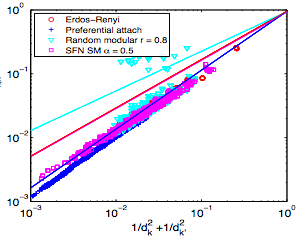 10⁰
Erdos-Renyi
Preferential attach
Random modular r = 0.8
SFN SM α = 0.5
10⁻¹
10⁻²
10⁻³
10⁻³ 10⁻² 10⁻¹ 10⁰
1/d²ₖ+1/d²ₖ'